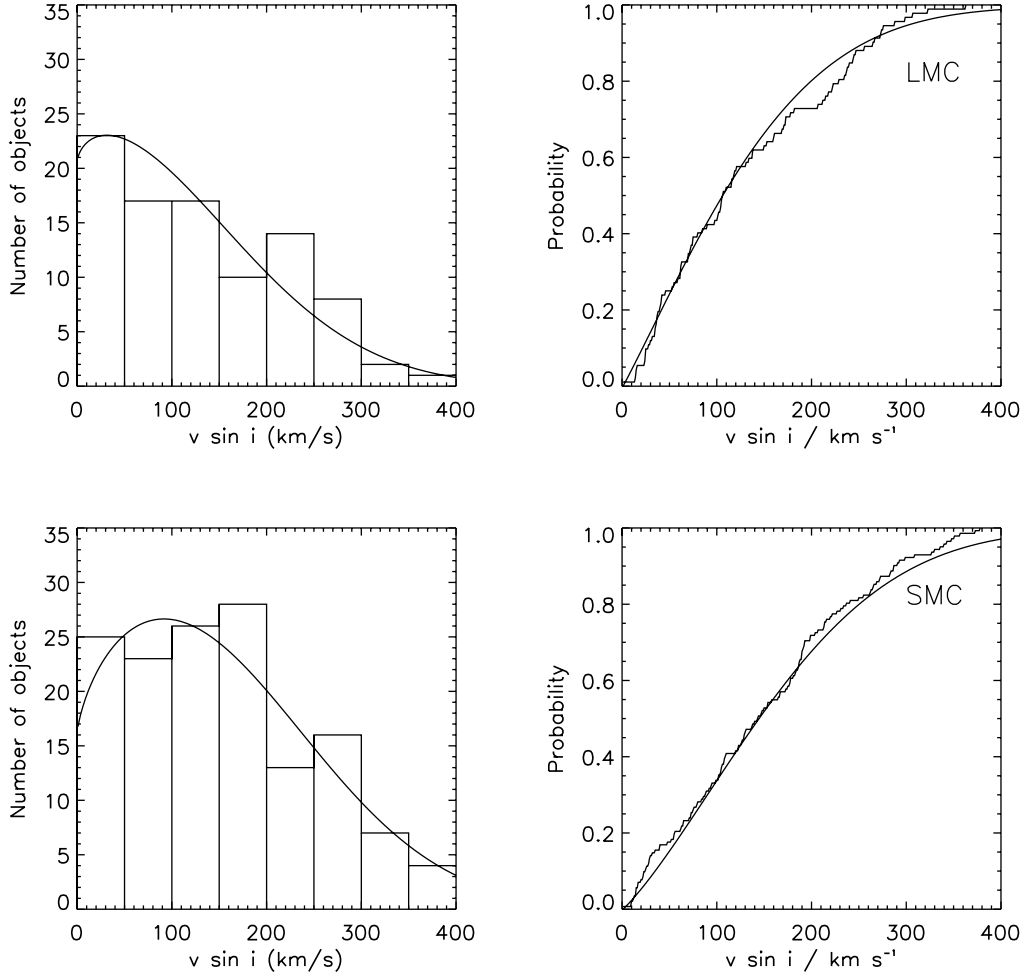 35
30
25
20
15
10
5
0
Number of objects
0 100 200 300 400
v sin i (km/s)
1.0
0.8
0.6
0.4
0.2
0.0
Probability
LMC
0 100 200 300 400
v sin i / km s⁻¹
35
30
25
20
15
10
5
0
Number of objects
0 100 200 300 400
v sin i (km/s)
1.0
0.8
0.6
0.4
0.2
0.0
Probability
SMC
0 100 200 300 400
v sin i / km s⁻¹